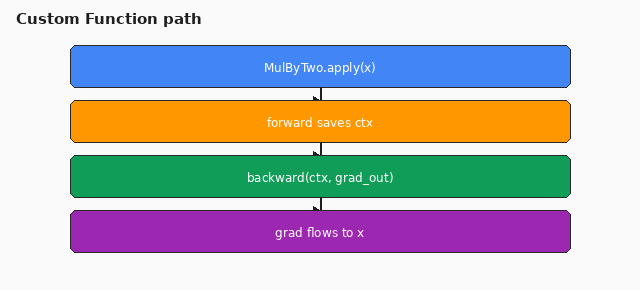 Custom Function path
MulByTwo.apply(x)
forward saves ctx
backward(ctx, grad_out)
grad flows to x